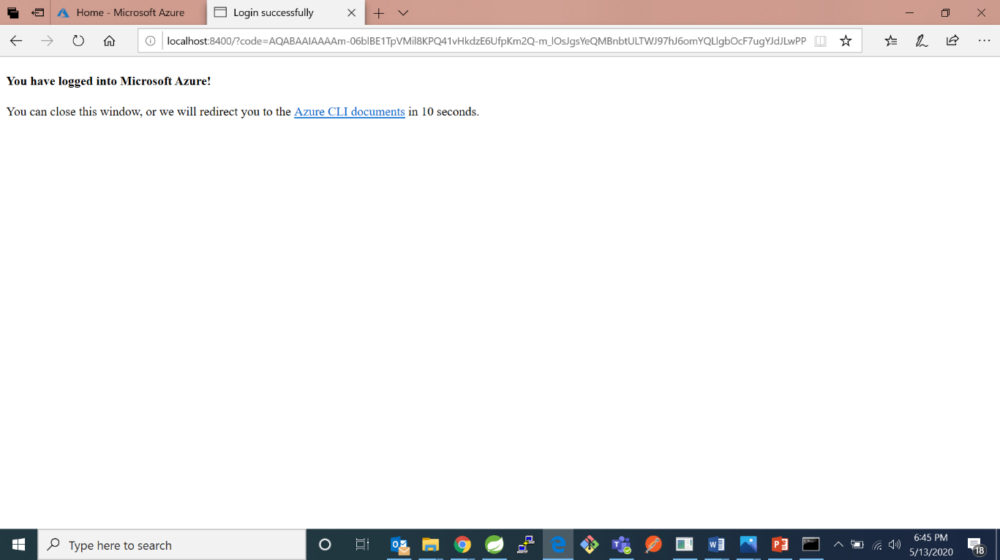 Home - Microsoft Azure
Login successfully
localhost:8400/?code=AQABAAIAAAAm-06blBE1TpVMil8KPQ41vHkdzE6UfpKm2Q-m_lOsJgsYeQMBnbtULTWJ97hJ6omYQLlgbOcF7ugYJdJLwPP
You have logged into Microsoft Azure!
You can close this window, or we will redirect you to the Azure CLI documents in 10 seconds.
Type here to search
6:45 PM
5/13/2020
18